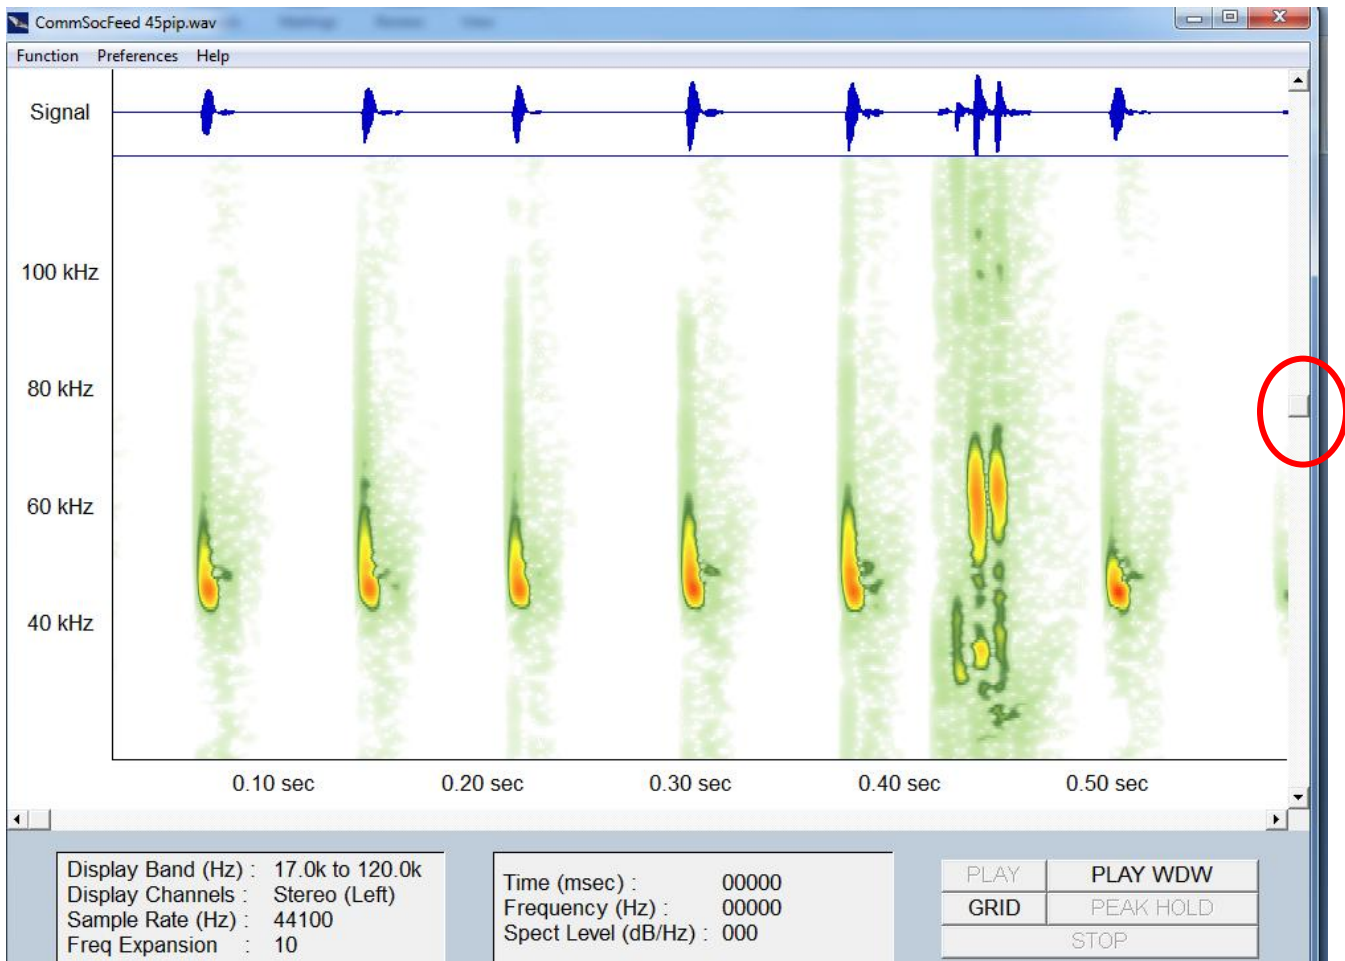 CommSocFeed 45pip.wav
Function Preferences Help
Signal
100 kHz
80 kHz
60 kHz
40 kHz
0.10 sec 0.20 sec 0.30 sec 0.40 sec 0.50 sec
Display Band (Hz) : 17.0k to 120.0k
Display Channels : Stereo (Left)
Sample Rate (Hz) : 44100
Freq Expansion : 10
Time (msec) : 00000
Frequency (Hz) : 00000
Spect Level (dB/Hz) : 000
PLAY PLAY WDW
GRID PEAK HOLD
STOP